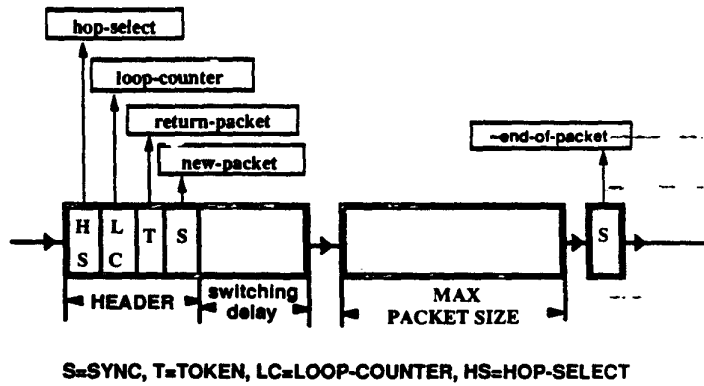 hop-select
loop-counter
return-packet
new-packet
end-of-packet
H S
L C
T
S
S
HEADER
switching delay
MAX
PACKET SIZE
S=SYNC, T=TOKEN, LC=LOOP-COUNTER, HS=HOP-SELECT